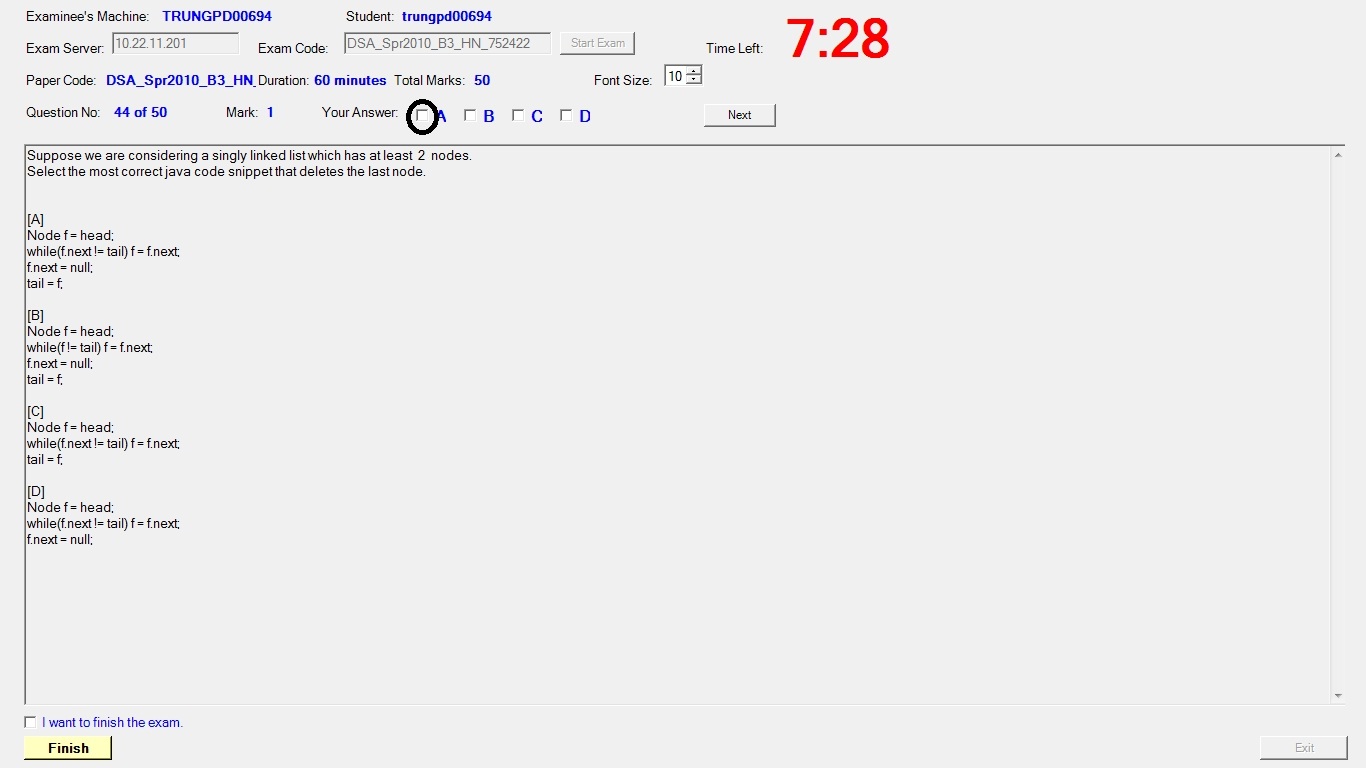 Examinee's Machine: TRUNGPD00694 Student: trungpd00694
Exam Server: 10.22.11.201 Exam Code: DSA_Spr2010_B3_HN_752422 Start Exam Time Left: 7:28
Paper Code: DSA_Spr2010_B3_HN_ Duration: 60 minutes Total Marks: 50 Font Size: 10
Question No: 44 of 50 Mark: 1 Your Answer: A B C D Next
Suppose we are considering a singly linked list which has at least 2 nodes.
Select the most correct java code snippet that deletes the last node.
[A]
Node f = head;
while(f.next != tail) f = f.next;
f.next = null;
tail = f;
[B]
Node f = head;
while(f != tail) f = f.next;
f.next = null;
tail = f;
[C]
Node f = head;
while(f.next != tail) f = f.next;
tail = f;
[D]
Node f = head;
while(f.next != tail) f = f.next;
f.next = null;
I want to finish the exam.
Finish Exit